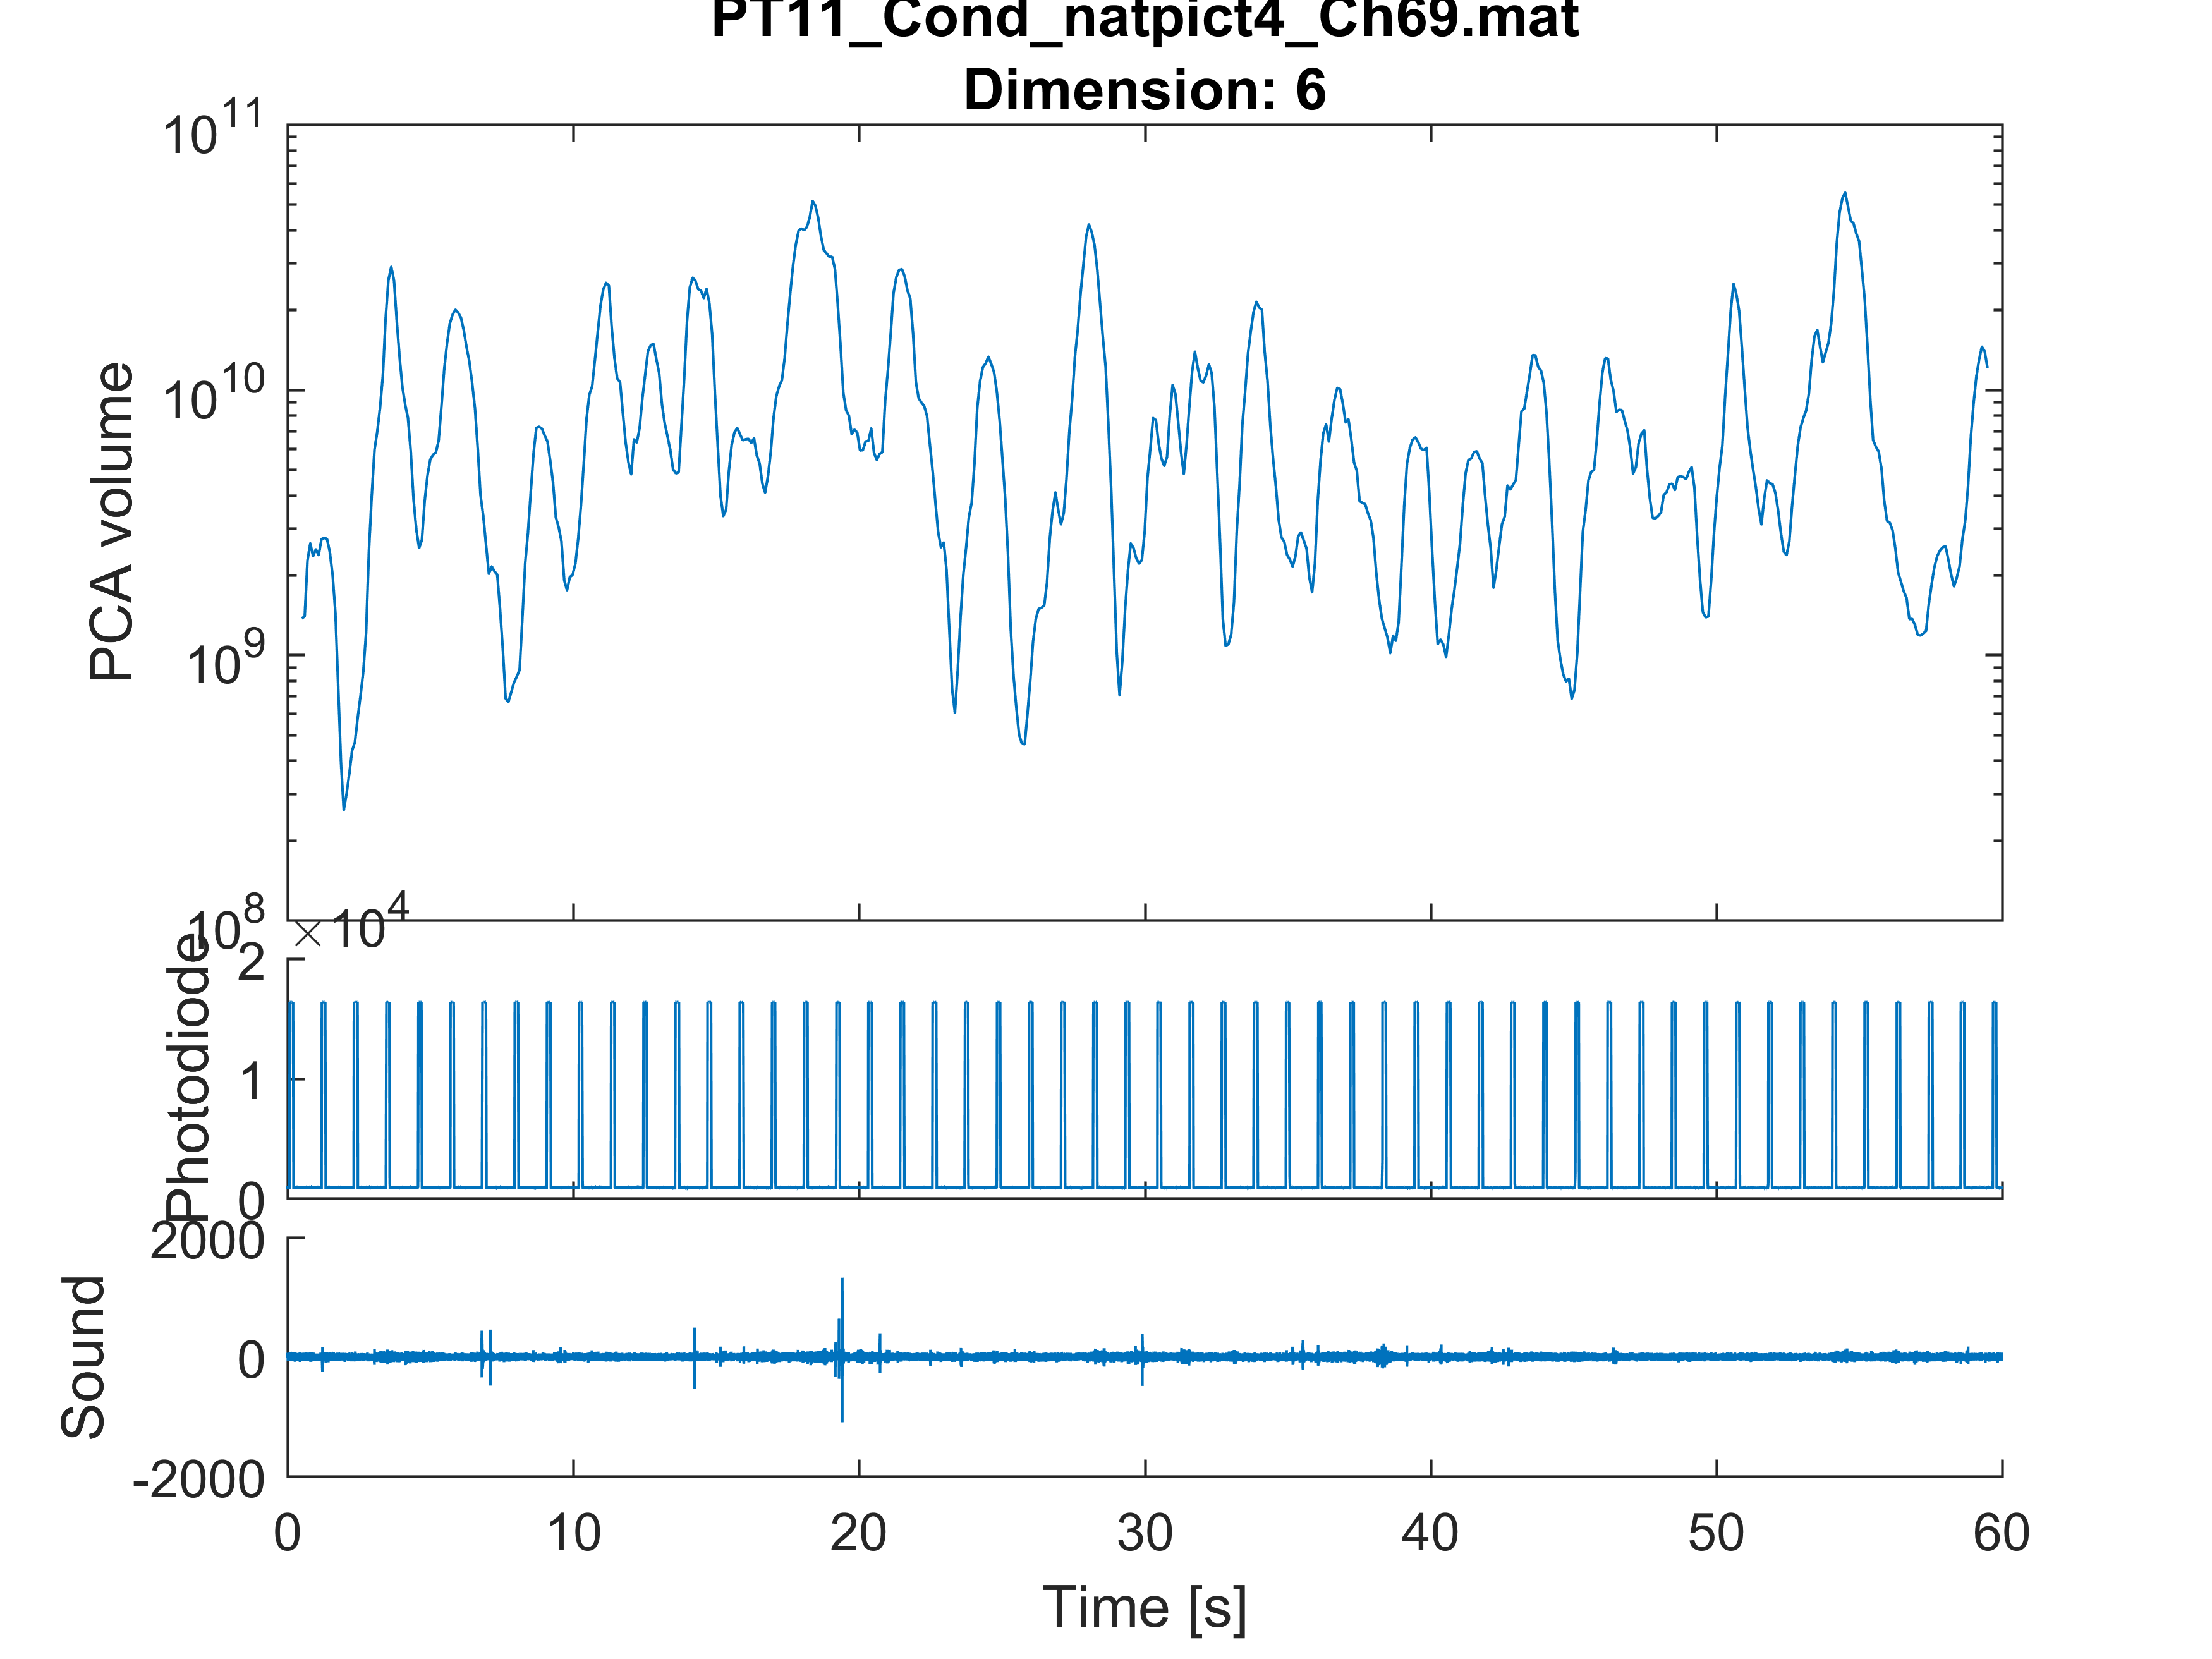 PT11_Cond_natpict4_Ch69.mat
Dimension: 6
10^11
10^10
10^9
10^8
PCA volume
× 10^4
2
1
0
Photodiode
2000
0
-2000
Sound
0 10 20 30 40 50 60
Time [s]